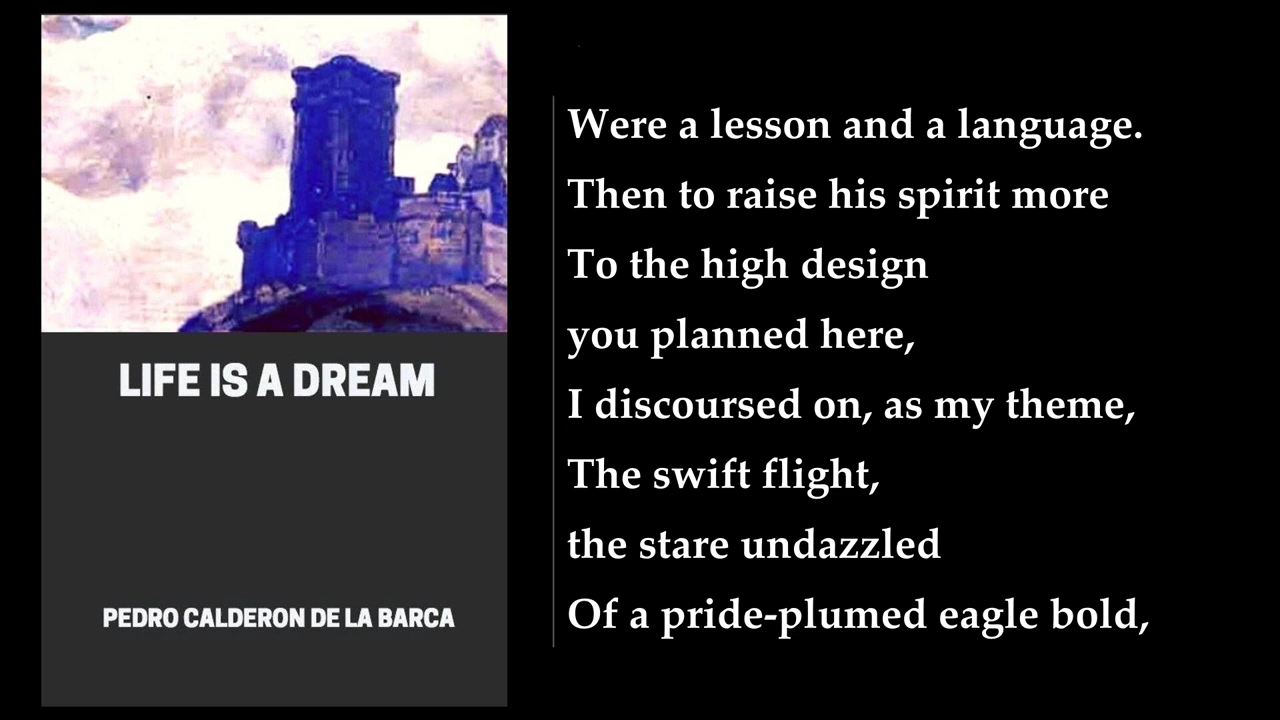 LIFE IS A DREAM
PEDRO CALDERON DE LA BARCA
Were a lesson and a language.
Then to raise his spirit more
To the high design
you planned here,
I discoursed on, as my theme,
The swift flight,
the stare undazzled
Of a pride-plumed eagle bold,